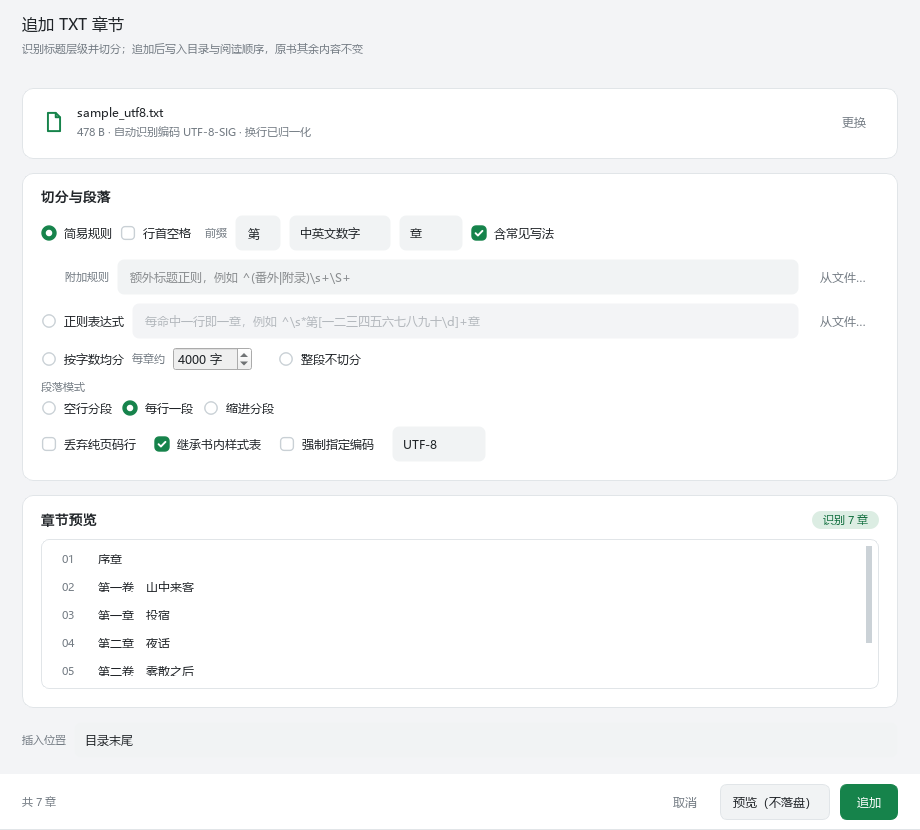 追加 TXT 章节
识别标题层级并切分；追加后写入目录与阅读顺序，原书其余内容不变
sample_utf8.txt
478 B · 自动识别编码 UTF-8-SIG · 换行已归一化
更换
切分与段落
简易规则 行首空格 前缀 第 中英文数字 章 含常见写法
附加规则 额外标题正则，例如 ^(番外|附录)\s+\S+ 从文件…
正则表达式 每命中一行即一章，例如 ^\s*第[一二三四五六七八九十\d]+章 从文件…
按字数均分 每章约 4000 字 整段不切分
段落模式
空行分段 每行一段 缩进分段
丢弃纯页码行 继承书内样式表 强制指定编码 UTF-8
章节预览 识别 7 章
01 序章
02 第一卷 山中来客
03 第一章 投宿
04 第二章 夜话
05 第二卷 雾散之后
插入位置 目录末尾
共 7 章 取消 预览（不落盘） 追加